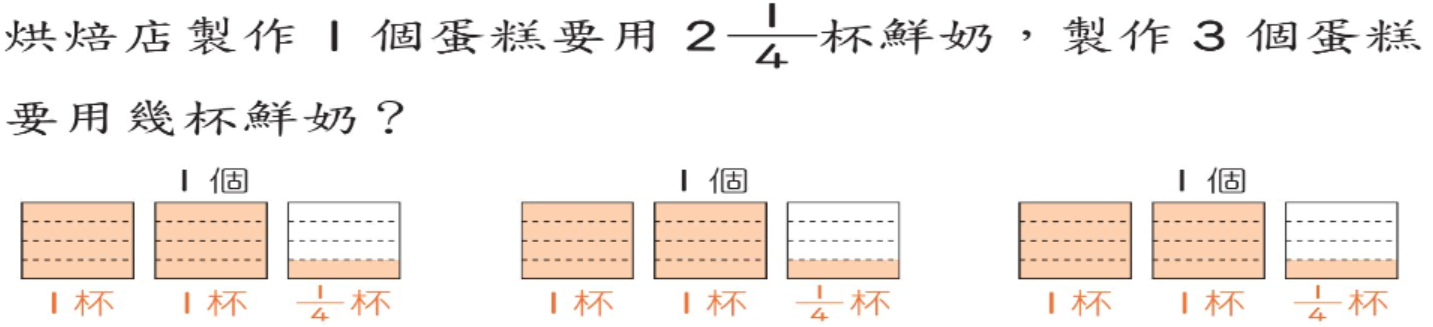 烘焙店製作 1 個蛋糕要用 2 1/4 杯鮮奶，製作 3 個蛋糕
要用幾杯鮮奶？
1 個 1 個 1 個
1 杯 1 杯 1/4 杯 1 杯 1 杯 1/4 杯 1 杯 1 杯 1/4 杯